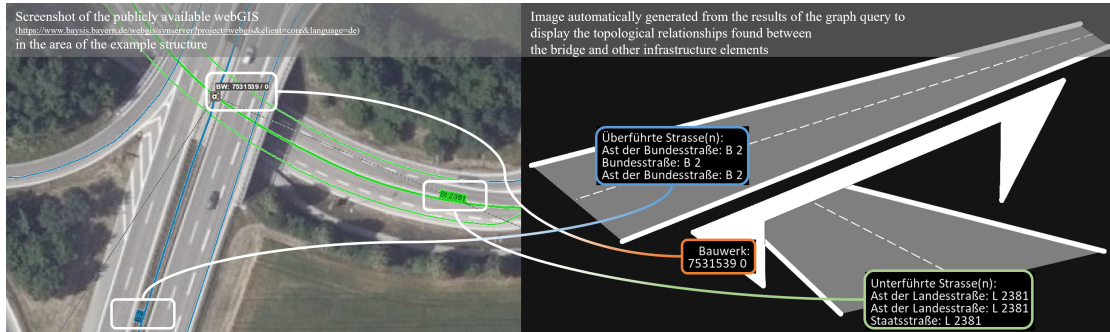 Screenshot of the publicly available webGIS
(https://www.baysis.bayern.de/webgis/synserver?project=webgis&client=core&language=de)
in the area of the example structure
BW: 7531539 / 0
St 2381
Image automatically generated from the results of the graph query to
display the topological relationships found between
the bridge and other infrastructure elements
Überführte Strasse(n):
Ast der Bundesstraße: B 2
Bundesstraße: B 2
Ast der Bundesstraße: B 2
Bauwerk:
7531539 0
Unterführte Strasse(n):
Ast der Landesstraße: L 2381
Ast der Landesstraße: L 2381
Staatsstraße: L 2381